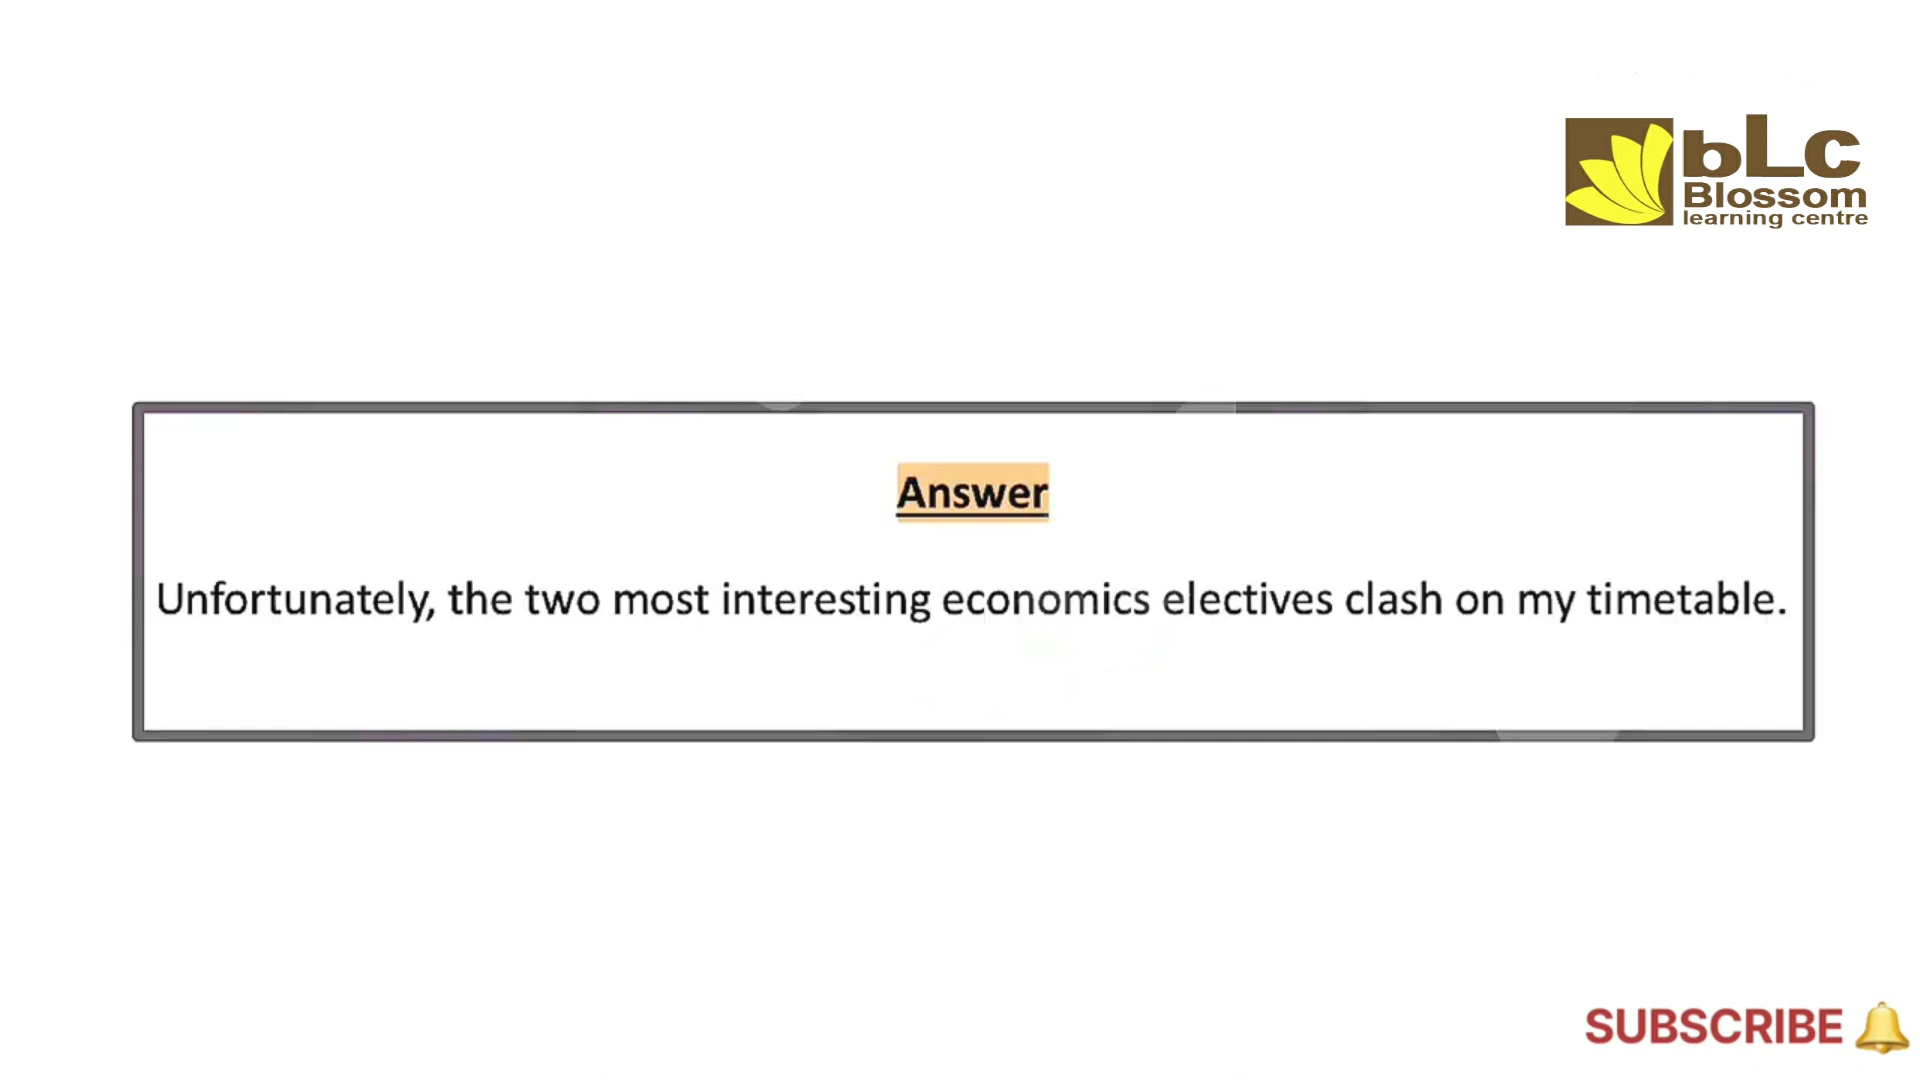 bLc
Blossom
learning centre
Answer
Unfortunately, the two most interesting economics electives clash on my timetable.
SUBSCRIBE